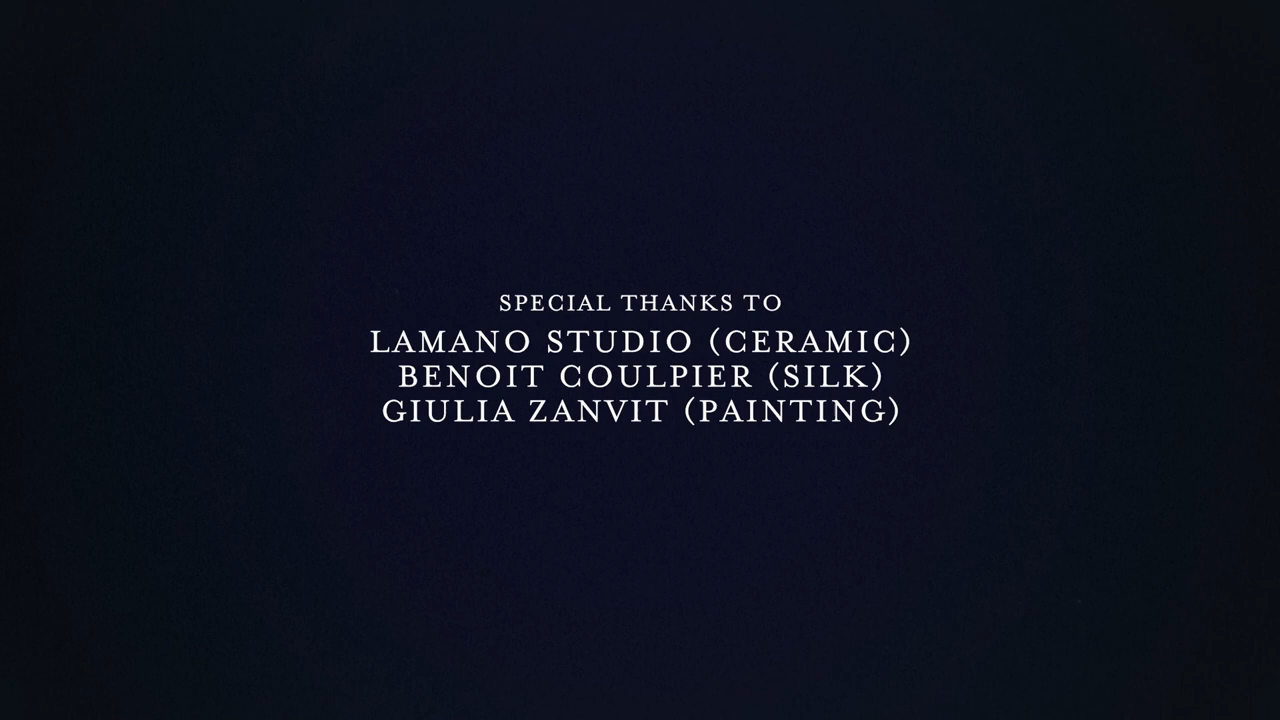 SPECIAL THANKS TO
LAMANO STUDIO (CERAMIC)
BENOIT COULPIER (SILK)
GIULIA ZANVIT (PAINTING)